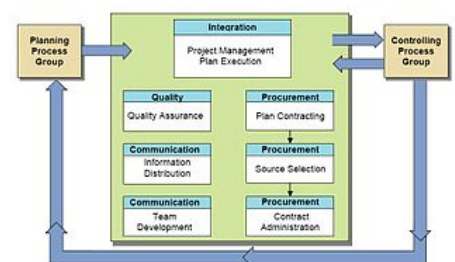 Integration
Project Management
Plan Execution
Planning
Process
Group
Controlling
Process
Group
Quality
Quality Assurance
Procurement
Plan Contracting
Communication
Information
Distribution
Procurement
Source Selection
Communication
Team
Development
Procurement
Contract
Administration